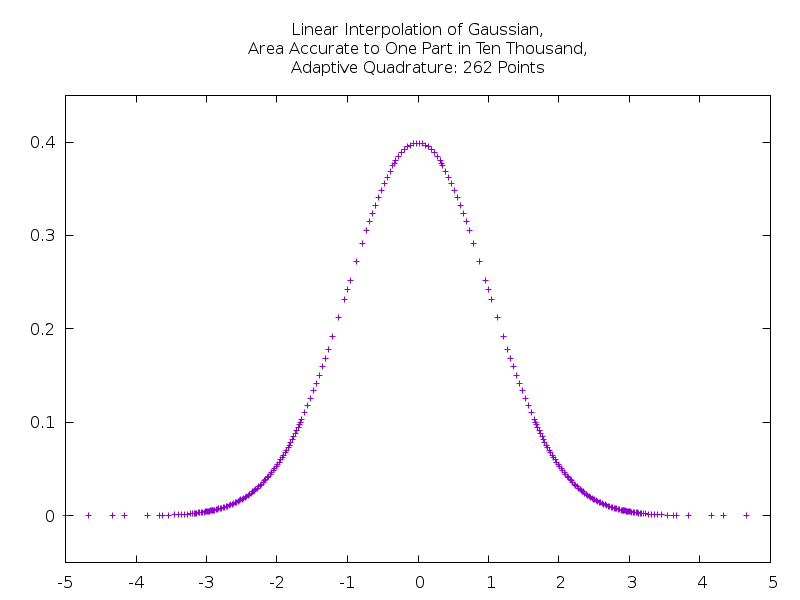 Linear Interpolation of Gaussian,
Area Accurate to One Part in Ten Thousand,
Adaptive Quadrature: 262 Points
0.4
0.3
0.2
0.1
0
-5 -4 -3 -2 -1 0 1 2 3 4 5